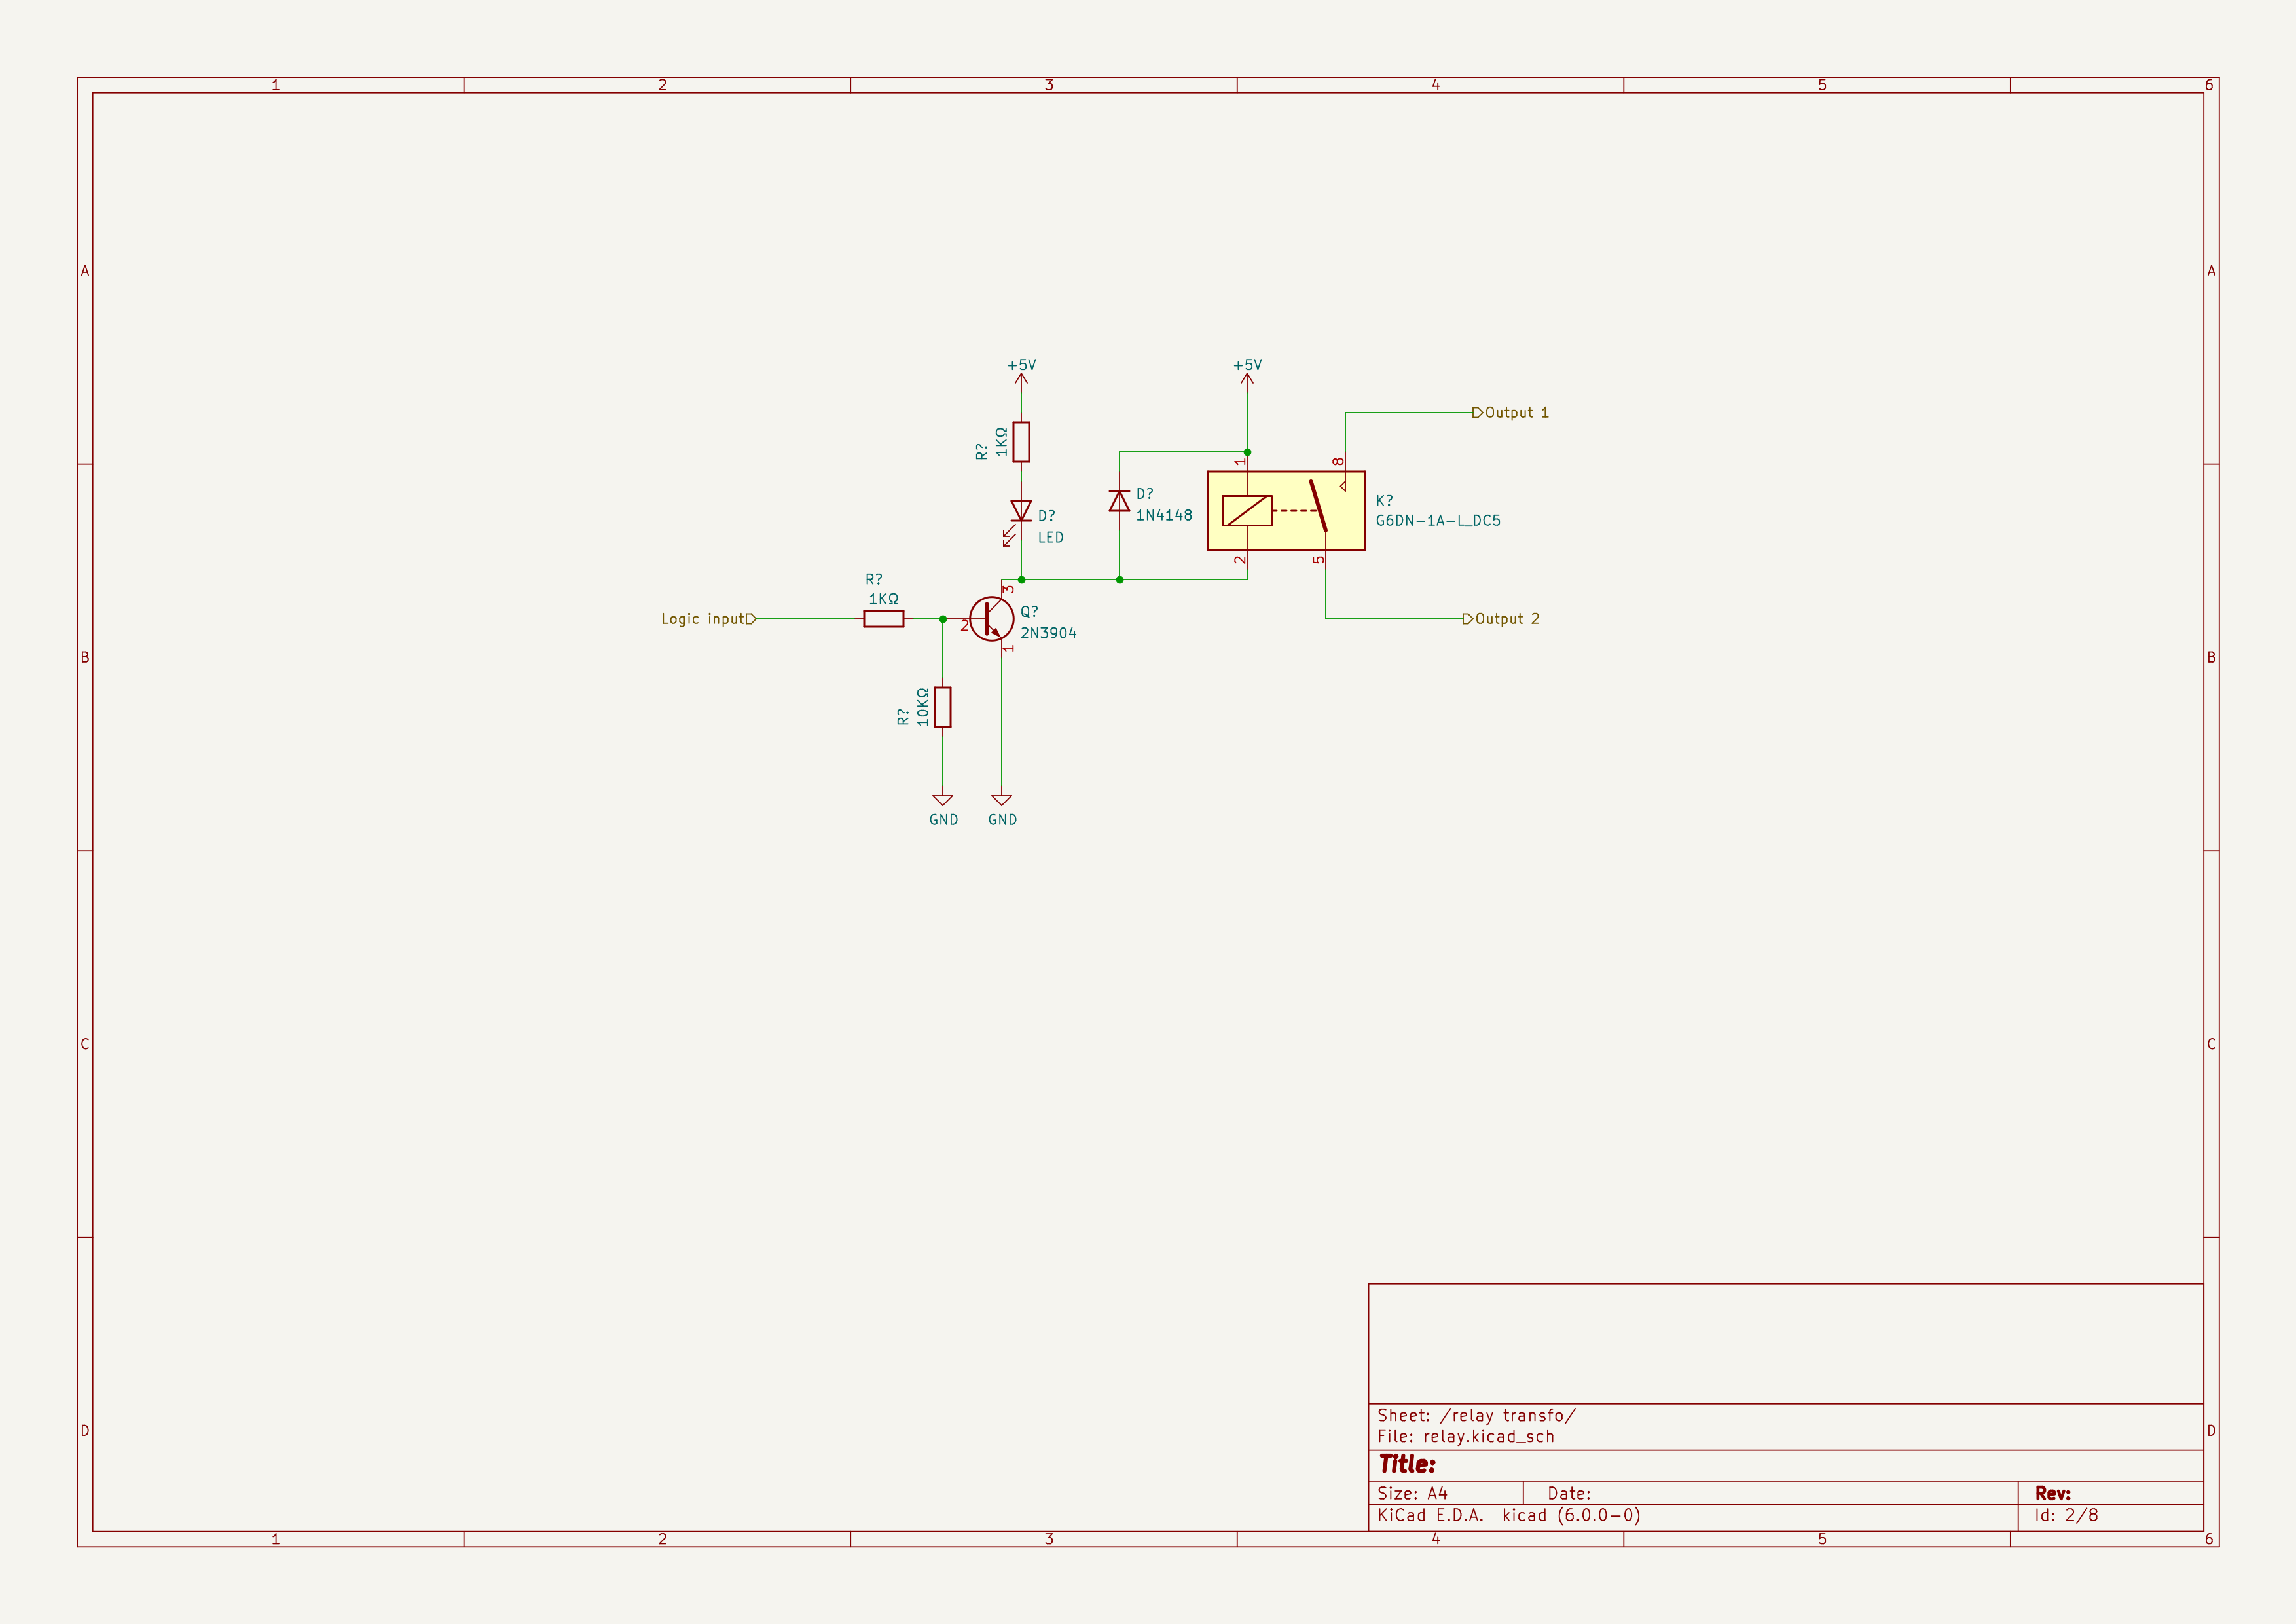 1 2 3 4 5 6
A A
+5V +5V
Output 1
R? 1KΩ
1 8
D?
1N4148
K?
G6DN-1A-L_DC5
D?
LED
2 5
R?
1KΩ
3
Logic input
2
Q?
2N3904
Output 2
1
B B
R? 10KΩ
GND GND
C C
D D
Sheet: /relay transfo/
File: relay.kicad_sch
Title:
Size: A4 Date: Rev:
KiCad E.D.A. kicad (6.0.0-0) Id: 2/8
1 2 3 4 5 6